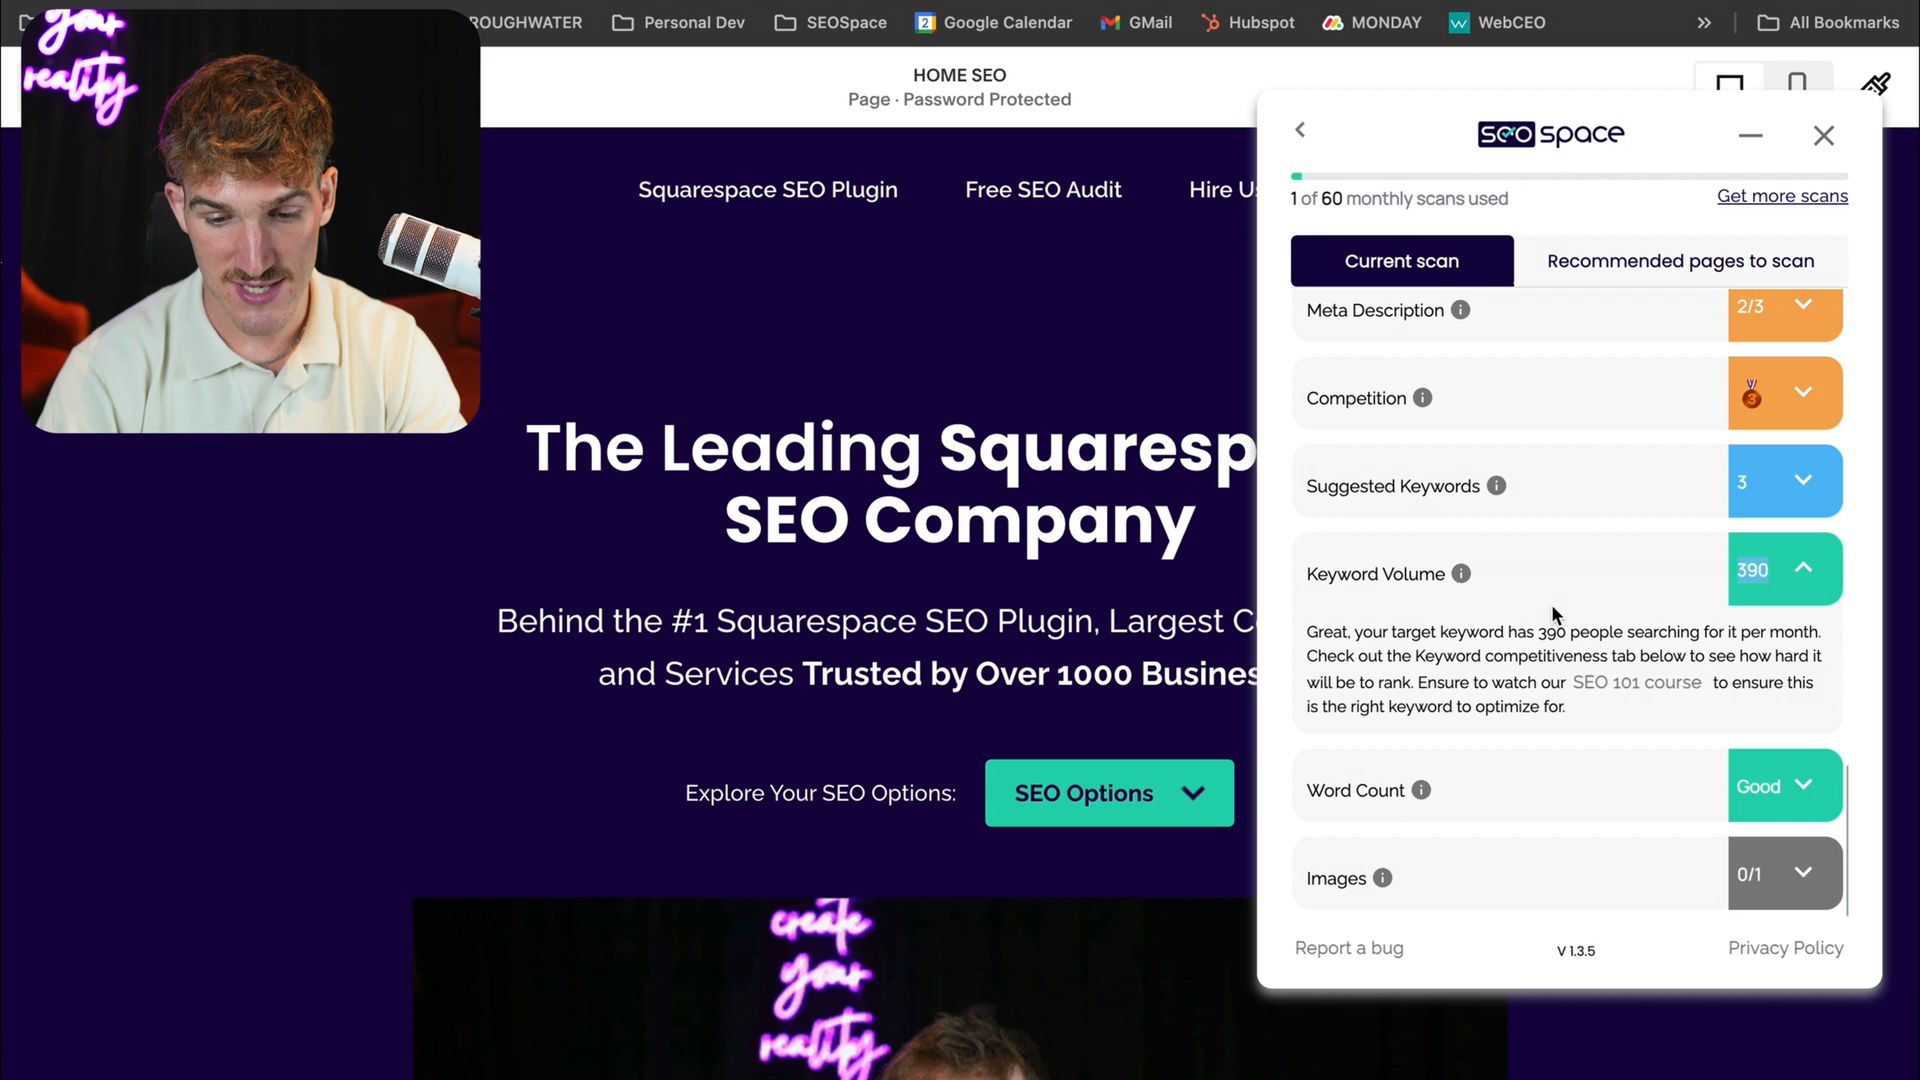 ROUGHWATER
Personal Dev
SEOSpace
2
Google Calendar
GMail
Hubspot
MONDAY
W
WebCEO
»
All Bookmarks
your
reality
HOME SEO
Page · Password Protected
Squarespace SEO Plugin
Free SEO Audit
Hire Us
The Leading Squaresp
SEO Company
Behind the #1 Squarespace SEO Plugin, Largest C
and Services Trusted by Over 1000 Busines
Explore Your SEO Options:
SEO Options
create
your
reality
seo space
1 of 60 monthly scans used
Get more scans
Current scan
Recommended pages to scan
Meta Description
2/3
Competition
3
Suggested Keywords
3
Keyword Volume
390
Great, your target keyword has 390 people searching for it per month.
Check out the Keyword competitiveness tab below to see how hard it
will be to rank. Ensure to watch our SEO 101 course to ensure this
is the right keyword to optimize for.
Word Count
Good
Images
0/1
Report a bug
V 1.3.5
Privacy Policy